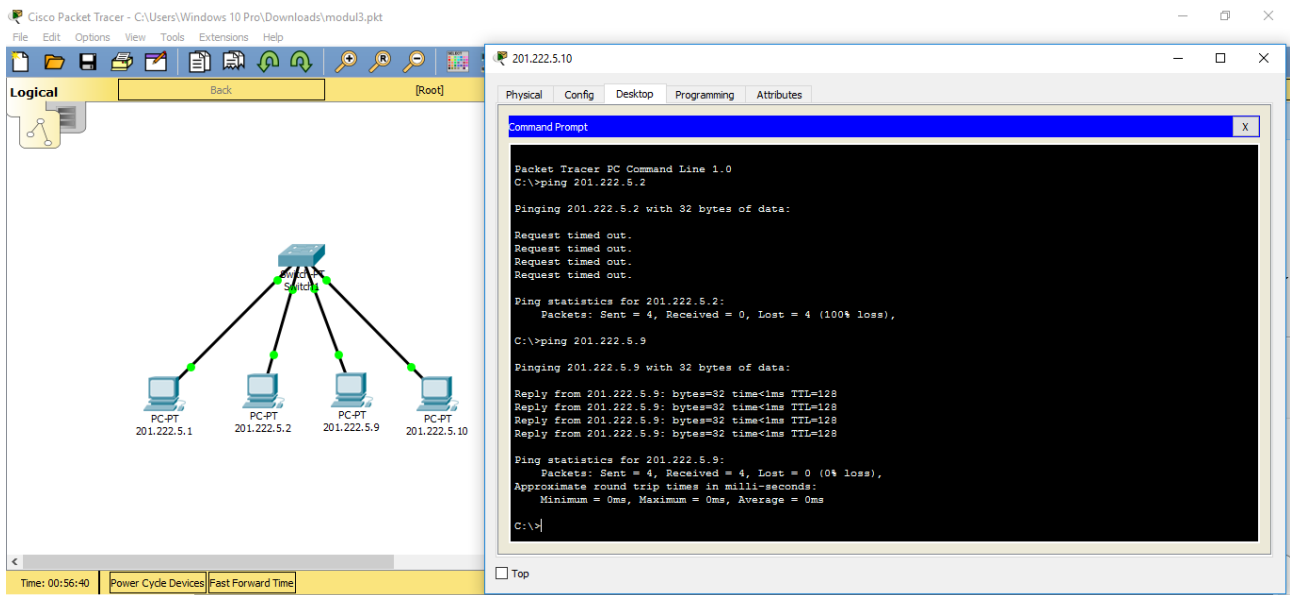 Cisco Packet Tracer - C:\Users\Windows 10 Pro\Downloads\modul3.pkt
File Edit Options View Tools Extensions Help
Logical
Back
[Root]
Switch-PT
Switch1
PC-PT
201.222.5.1
PC-PT
201.222.5.2
PC-PT
201.222.5.9
PC-PT
201.222.5.10
Time: 00:56:40
Power Cycle Devices
Fast Forward Time
201.222.5.10
Physical Config Desktop Programming Attributes
Command Prompt
X
Packet Tracer PC Command Line 1.0
C:\>ping 201.222.5.2
Pinging 201.222.5.2 with 32 bytes of data:
Request timed out.
Request timed out.
Request timed out.
Request timed out.
Ping statistics for 201.222.5.2:
Packets: Sent = 4, Received = 0, Lost = 4 (100% loss),
C:\>ping 201.222.5.9
Pinging 201.222.5.9 with 32 bytes of data:
Reply from 201.222.5.9: bytes=32 time<1ms TTL=128
Reply from 201.222.5.9: bytes=32 time<1ms TTL=128
Reply from 201.222.5.9: bytes=32 time<1ms TTL=128
Reply from 201.222.5.9: bytes=32 time<1ms TTL=128
Ping statistics for 201.222.5.9:
Packets: Sent = 4, Received = 4, Lost = 0 (0% loss),
Approximate round trip times in milli-seconds:
Minimum = 0ms, Maximum = 0ms, Average = 0ms
C:\>
Top